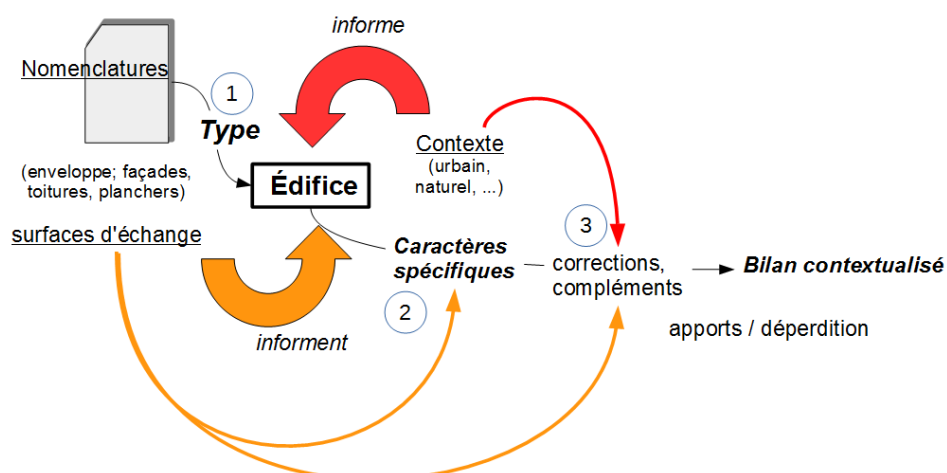 informe
Nomenclatures
1
Type
(enveloppe; façades,
toitures, planchers)
Édifice
Contexte
(urbain,
naturel, ...)
surfaces d'échange
3
Caractères
spécifiques
corrections,
compléments
Bilan contextualisé
2
informent
apports / déperdition